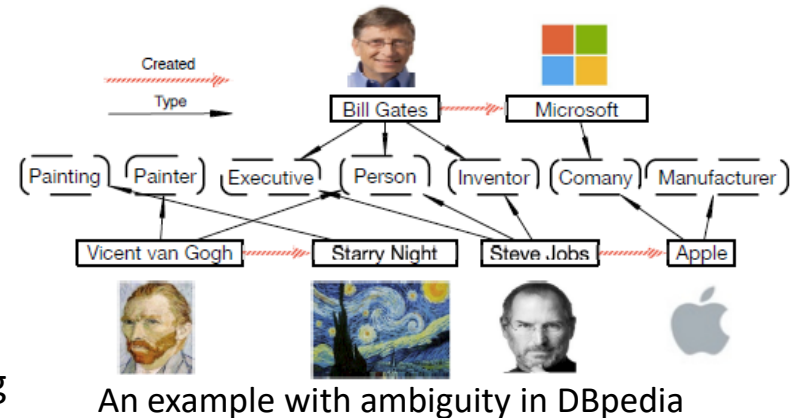 Created
Type
Bill Gates
Microsoft
Painting
Painter
Executive
Person
Inventor
Comany
Manufacturer
Vicent van Gogh
Starry Night
Steve Jobs
Apple
g
An example with ambiguity in DBpedia